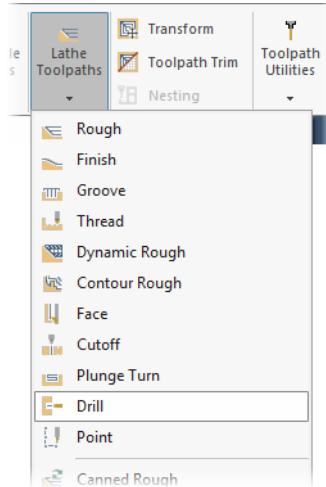 Lathe
Toolpaths
Transform
Toolpath Trim
Nesting
Toolpath
Utilities
Rough
Finish
Groove
Thread
Dynamic Rough
Contour Rough
Face
Cutoff
Plunge Turn
Drill
Point
Canned Rough